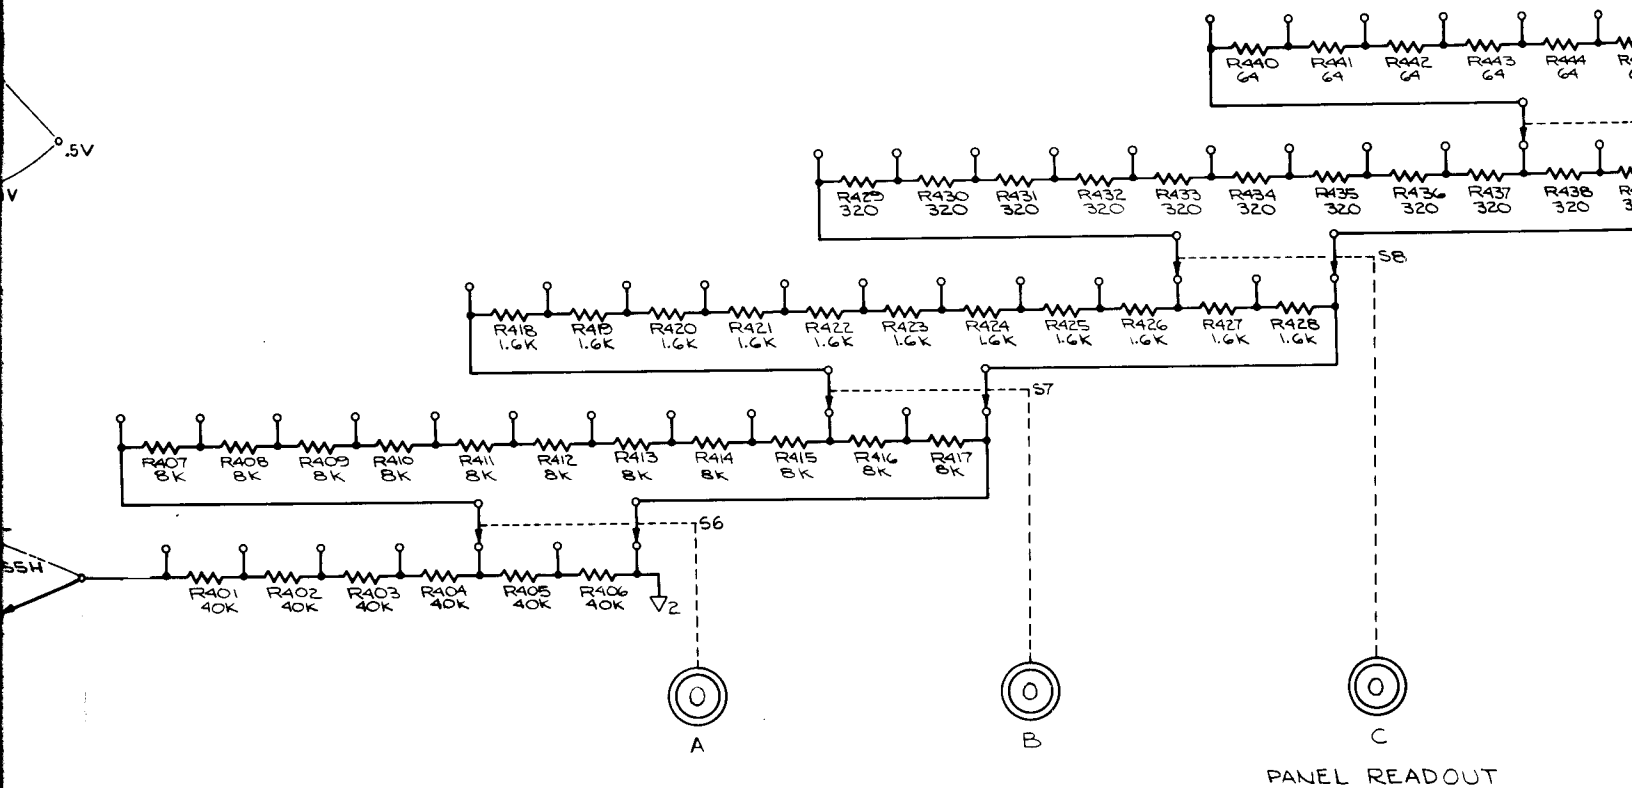 R440 R441 R442 R443 R444
64 64 64 64 64
.5V
V
R429 R430 R431 R432 R433 R434 R435 R436 R437 R438
320 320 320 320 320 320 320 320 320 320
S8
R418 R419 R420 R421 R422 R423 R424 R425 R426 R427 R428
1.6K 1.6K 1.6K 1.6K 1.6K 1.6K 1.6K 1.6K 1.6K 1.6K 1.6K
S7
R407 R408 R409 R410 R411 R412 R413 R414 R415 R416 R417
8K 8K 8K 8K 8K 8K 8K 8K 8K 8K 8K
S6
55H
R401 R402 R403 R404 R405 R406
40K 40K 40K 40K 40K 40K
2
A B C
PANEL READOUT